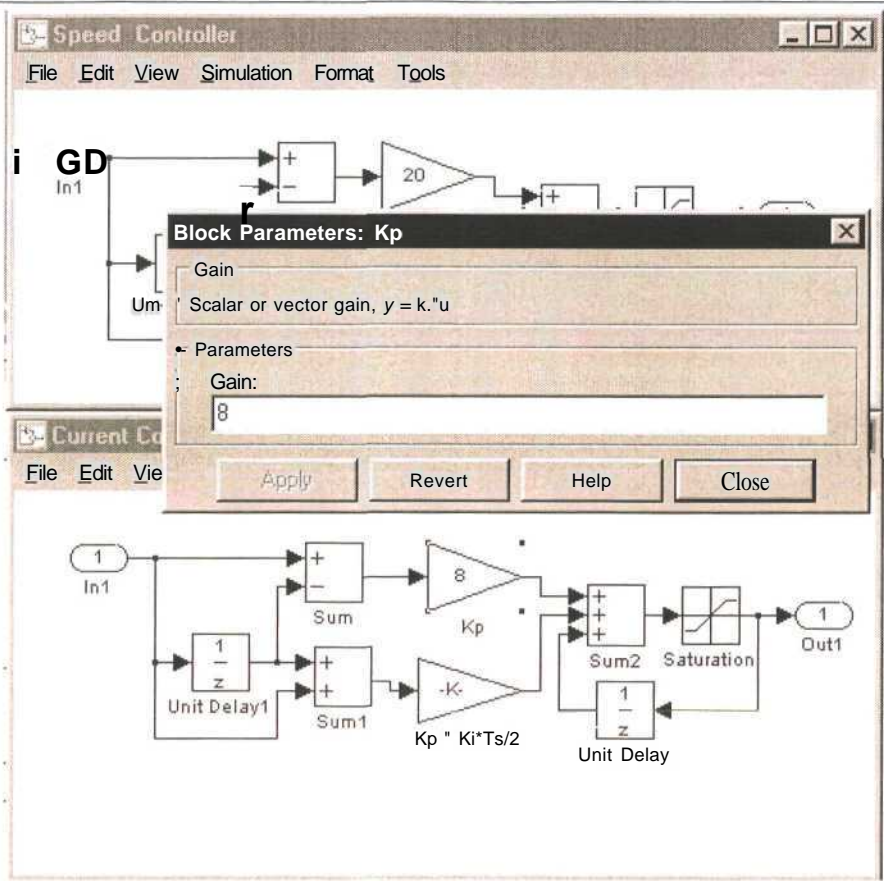 Speed Controller
File Edit View Simulation Format Tools
i GD
In1
+
−
20
+
r
Block Parameters: Kp
Gain
Um
' Scalar or vector gain, y = k."u
•- Parameters
; Gain:
8
Current Co
File Edit Vie
Apply Revert Help Close
1
In1
+
−
Sum
8
Kp
+
+
+
Sum2
Saturation
1
Out1
1
z
Unit Delay1
+
+
Sum1
-K-
Kp " Ki*Ts/2
1
z
Unit Delay